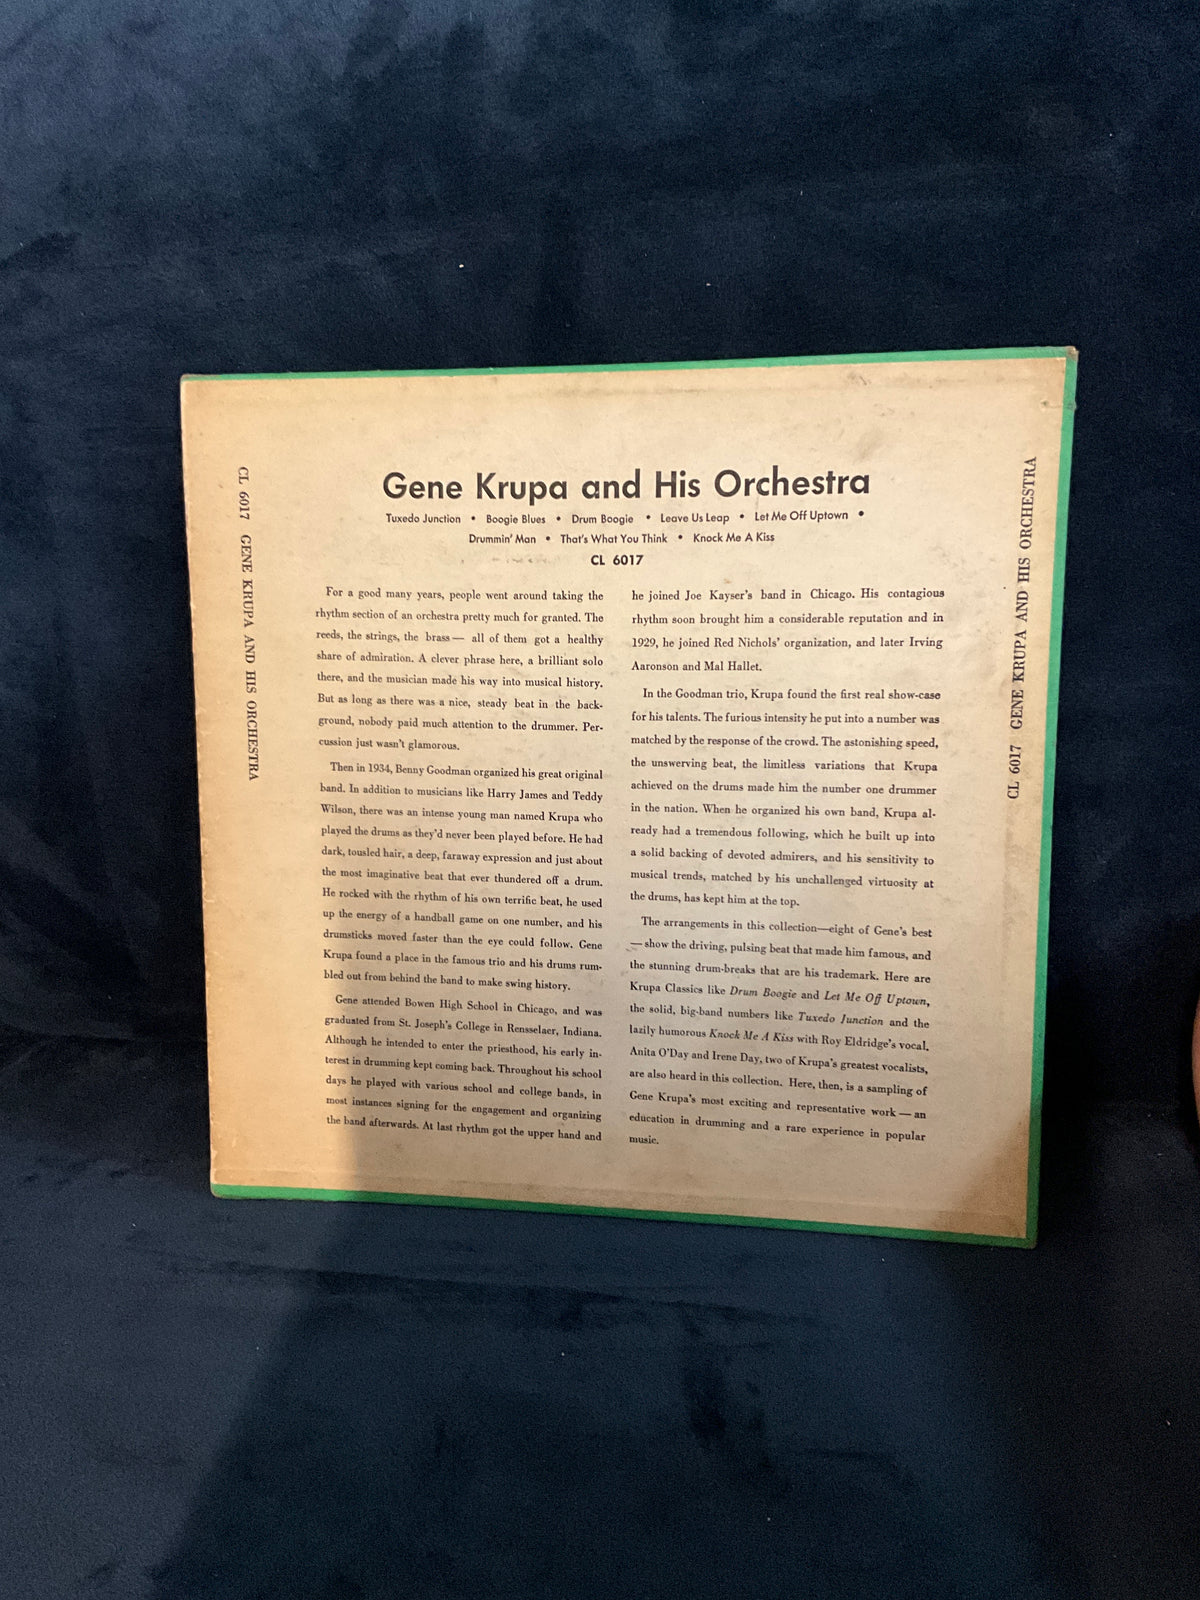 Gene Krupa and His Orchestra
Tuxedo Junction • Boogie Blues • Drum Boogie • Leave Us Leap • Let Me Off Uptown •
Drummin' Man • That's What You Think • Knock Me A Kiss
CL 6017
CL 6017 GENE KRUPA AND HIS ORCHESTRA
For a good many years, people went around taking the
rhythm section of an orchestra pretty much for granted. The
reeds, the strings, the brass — all of them got a healthy
share of admiration. A clever phrase here, a brilliant solo
there, and the musician made his way into musical history.
But as long as there was a nice, steady beat in the back-
ground, nobody paid much attention to the drummer. Per-
cussion just wasn't glamorous.
Then in 1934, Benny Goodman organized his great original
band. In addition to musicians like Harry James and Teddy
Wilson, there was an intense young man named Krupa who
played the drums as they'd never been played before. He had
dark, tousled hair, a deep, faraway expression and just about
the most imaginative beat that ever thundered off a drum.
He rocked with the rhythm of his own terrific beat, he used
up the energy of a handball game on one number, and his
drumsticks moved faster than the eye could follow. Gene
Krupa found a place in the famous trio and his drums rum-
bled out from behind the band to make swing history.
Gene attended Bowen High School in Chicago, and was
graduated from St. Joseph's College in Rensselaer, Indiana.
Although he intended to enter the priesthood, his early in-
terest in drumming kept coming back. Throughout his school
days he played with various school and college bands, in
most instances signing for the engagement and organizing
the band afterwards. At last rhythm got the upper hand and
he joined Joe Kayser's band in Chicago. His contagious
rhythm soon brought him a considerable reputation and in
1929, he joined Red Nichols' organization, and later Irving
Aaronson and Mal Hallet.
In the Goodman trio, Krupa found the first real show-case
for his talents. The furious intensity he put into a number was
matched by the response of the crowd. The astonishing speed,
the unswerving beat, the limitless variations that Krupa
achieved on the drums made him the number one drummer
in the nation. When he organized his own band, Krupa al-
ready had a tremendous following, which he built up into
a solid backing of devoted admirers, and his sensitivity to
musical trends, matched by his unchallenged virtuosity at
the drums, has kept him at the top.
The arrangements in this collection—eight of Gene's best
— show the driving, pulsing beat that made him famous, and
the stunning drum-breaks that are his trademark. Here are
Krupa Classics like Drum Boogie and Let Me Off Uptown,
the solid, big-band numbers like Tuxedo Junction and the
lazily humorous Knock Me A Kiss with Roy Eldridge's vocal.
Anita O'Day and Irene Day, two of Krupa's greatest vocalists,
are also heard in this collection. Here, then, is a sampling of
Gene Krupa's most exciting and representative work — an
education in drumming and a rare experience in popular
music.
CL 6017 GENE KRUPA AND HIS ORCHESTRA